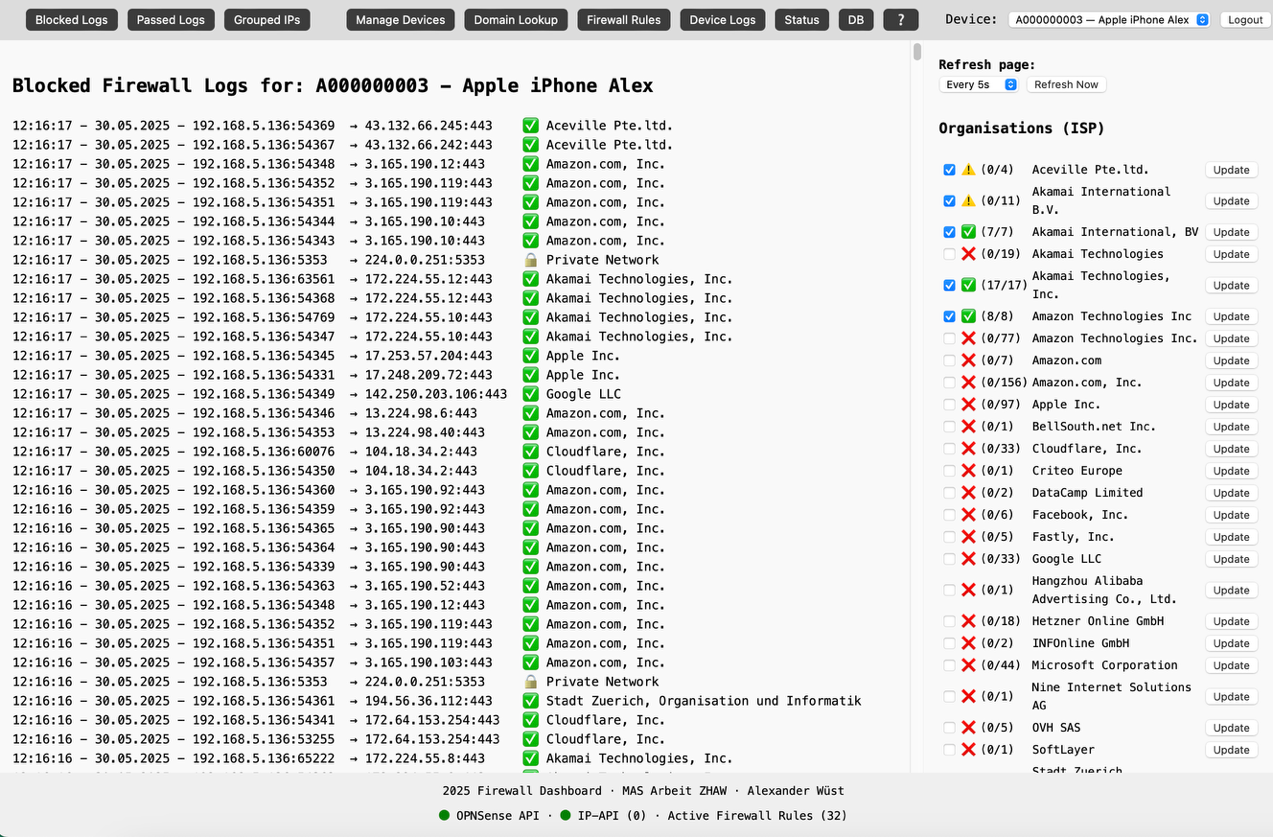 Blocked Logs Passed Logs Grouped IPs Manage Devices Domain Lookup Firewall Rules Device Logs Status DB ? Device: A000000003 — Apple iPhone Alex Logout
Blocked Firewall Logs for: A000000003 – Apple iPhone Alex
12:16:17 – 30.05.2025 – 192.168.5.136:54369 → 43.132.66.245:443 ✅ Aceville Pte.ltd.
12:16:17 – 30.05.2025 – 192.168.5.136:54367 → 43.132.66.242:443 ✅ Aceville Pte.ltd.
12:16:17 – 30.05.2025 – 192.168.5.136:54348 → 3.165.190.12:443 ✅ Amazon.com, Inc.
12:16:17 – 30.05.2025 – 192.168.5.136:54352 → 3.165.190.119:443 ✅ Amazon.com, Inc.
12:16:17 – 30.05.2025 – 192.168.5.136:54351 → 3.165.190.119:443 ✅ Amazon.com, Inc.
12:16:17 – 30.05.2025 – 192.168.5.136:54344 → 3.165.190.10:443 ✅ Amazon.com, Inc.
12:16:17 – 30.05.2025 – 192.168.5.136:54343 → 3.165.190.10:443 ✅ Amazon.com, Inc.
12:16:17 – 30.05.2025 – 192.168.5.136:5353 → 224.0.0.251:5353 🔒 Private Network
12:16:17 – 30.05.2025 – 192.168.5.136:63561 → 172.224.55.12:443 ✅ Akamai Technologies, Inc.
12:16:17 – 30.05.2025 – 192.168.5.136:54368 → 172.224.55.12:443 ✅ Akamai Technologies, Inc.
12:16:17 – 30.05.2025 – 192.168.5.136:54769 → 172.224.55.10:443 ✅ Akamai Technologies, Inc.
12:16:17 – 30.05.2025 – 192.168.5.136:54347 → 172.224.55.10:443 ✅ Akamai Technologies, Inc.
12:16:17 – 30.05.2025 – 192.168.5.136:54345 → 17.253.57.204:443 ✅ Apple Inc.
12:16:17 – 30.05.2025 – 192.168.5.136:54331 → 17.248.209.72:443 ✅ Apple Inc.
12:16:17 – 30.05.2025 – 192.168.5.136:54349 → 142.250.203.106:443 ✅ Google LLC
12:16:17 – 30.05.2025 – 192.168.5.136:54346 → 13.224.98.6:443 ✅ Amazon.com, Inc.
12:16:17 – 30.05.2025 – 192.168.5.136:54353 → 13.224.98.40:443 ✅ Amazon.com, Inc.
12:16:17 – 30.05.2025 – 192.168.5.136:60076 → 104.18.34.2:443 ✅ Cloudflare, Inc.
12:16:17 – 30.05.2025 – 192.168.5.136:54350 → 104.18.34.2:443 ✅ Cloudflare, Inc.
12:16:16 – 30.05.2025 – 192.168.5.136:54360 → 3.165.190.92:443 ✅ Amazon.com, Inc.
12:16:16 – 30.05.2025 – 192.168.5.136:54359 → 3.165.190.92:443 ✅ Amazon.com, Inc.
12:16:16 – 30.05.2025 – 192.168.5.136:54365 → 3.165.190.90:443 ✅ Amazon.com, Inc.
12:16:16 – 30.05.2025 – 192.168.5.136:54364 → 3.165.190.90:443 ✅ Amazon.com, Inc.
12:16:16 – 30.05.2025 – 192.168.5.136:54339 → 3.165.190.90:443 ✅ Amazon.com, Inc.
12:16:16 – 30.05.2025 – 192.168.5.136:54363 → 3.165.190.52:443 ✅ Amazon.com, Inc.
12:16:16 – 30.05.2025 – 192.168.5.136:54348 → 3.165.190.12:443 ✅ Amazon.com, Inc.
12:16:16 – 30.05.2025 – 192.168.5.136:54352 → 3.165.190.119:443 ✅ Amazon.com, Inc.
12:16:16 – 30.05.2025 – 192.168.5.136:54351 → 3.165.190.119:443 ✅ Amazon.com, Inc.
12:16:16 – 30.05.2025 – 192.168.5.136:54357 → 3.165.190.103:443 ✅ Amazon.com, Inc.
12:16:16 – 30.05.2025 – 192.168.5.136:5353 → 224.0.0.251:5353 🔒 Private Network
12:16:16 – 30.05.2025 – 192.168.5.136:54361 → 194.56.36.112:443 ✅ Stadt Zuerich, Organisation und Informatik
12:16:16 – 30.05.2025 – 192.168.5.136:54341 → 172.64.153.254:443 ✅ Cloudflare, Inc.
12:16:16 – 30.05.2025 – 192.168.5.136:53255 → 172.64.153.254:443 ✅ Cloudflare, Inc.
12:16:16 – 30.05.2025 – 192.168.5.136:65222 → 172.224.55.8:443 ✅ Akamai Technologies, Inc.
Refresh page:
Every 5s Refresh Now
Organisations (ISP)
⚠️ (0/4) Aceville Pte.ltd. Update
⚠️ (0/11) Akamai International
B.V. Update
✅ (7/7) Akamai International, BV Update
❌ (0/19) Akamai Technologies Update
✅ (17/17) Akamai Technologies,
Inc. Update
✅ (8/8) Amazon Technologies Inc Update
❌ (0/77) Amazon Technologies Inc. Update
❌ (0/7) Amazon.com Update
❌ (0/156) Amazon.com, Inc. Update
❌ (0/97) Apple Inc. Update
❌ (0/1) BellSouth.net Inc. Update
❌ (0/33) Cloudflare, Inc. Update
❌ (0/1) Criteo Europe Update
❌ (0/2) DataCamp Limited Update
❌ (0/6) Facebook, Inc. Update
❌ (0/5) Fastly, Inc. Update
❌ (0/33) Google LLC Update
❌ (0/1) Hangzhou Alibaba
Advertising Co., Ltd. Update
❌ (0/18) Hetzner Online GmbH Update
❌ (0/2) INFOnline GmbH Update
❌ (0/44) Microsoft Corporation Update
❌ (0/1) Nine Internet Solutions
AG Update
❌ (0/5) OVH SAS Update
❌ (0/1) SoftLayer Update
Stadt Zuerich
2025 Firewall Dashboard · MAS Arbeit ZHAW · Alexander Wüst
OPNSense API · IP-API (0) · Active Firewall Rules (32)